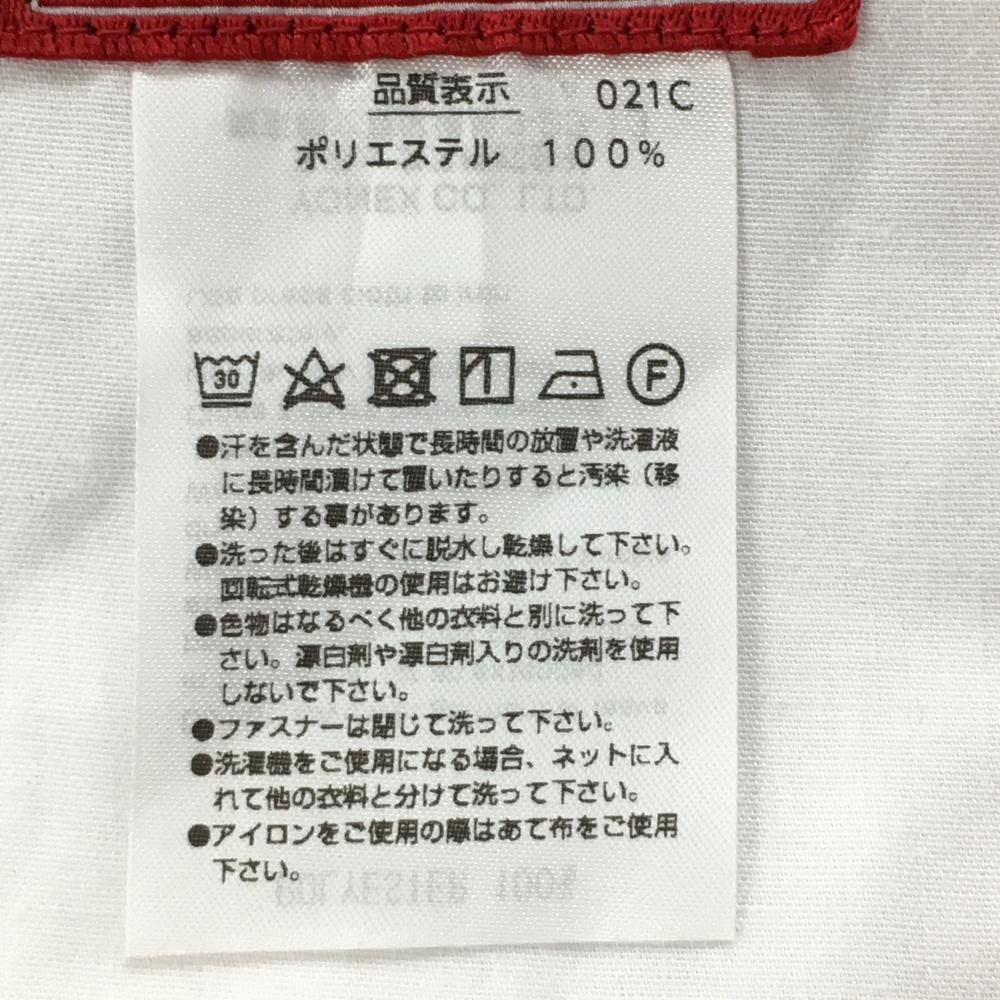 品質表示 021C
ポリエステル 100%
30 F
●汗を含んだ状態で長時間の放置や洗濯液
に長時間漬けて置いたりすると汚染（移
染）する事があります。
●洗った後はすぐに脱水し乾燥して下さい。
回転式乾燥機の使用はお避け下さい。
●色物はなるべく他の衣料と別に洗って下
さい。漂白剤や漂白剤入りの洗剤を使用
しないで下さい。
●ファスナーは閉じて洗って下さい。
●洗濯機をご使用になる場合、ネットに入
れて他の衣料と分けて洗って下さい。
●アイロンをご使用の際はあて布をご使用
下さい。